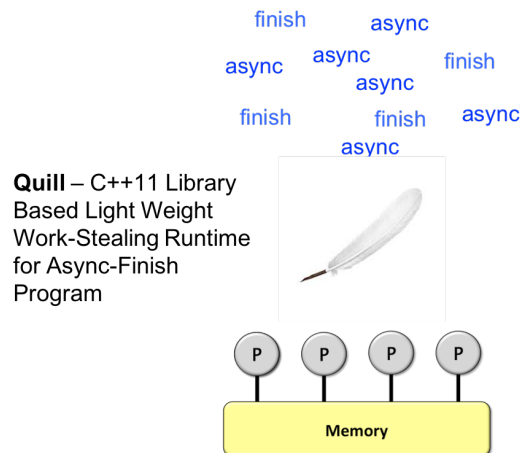 finish
async
async
async
finish
async
finish
finish
async
async
Quill – C++11 Library
Based Light Weight
Work-Stealing Runtime
for Async-Finish
Program
P P P P
Memory